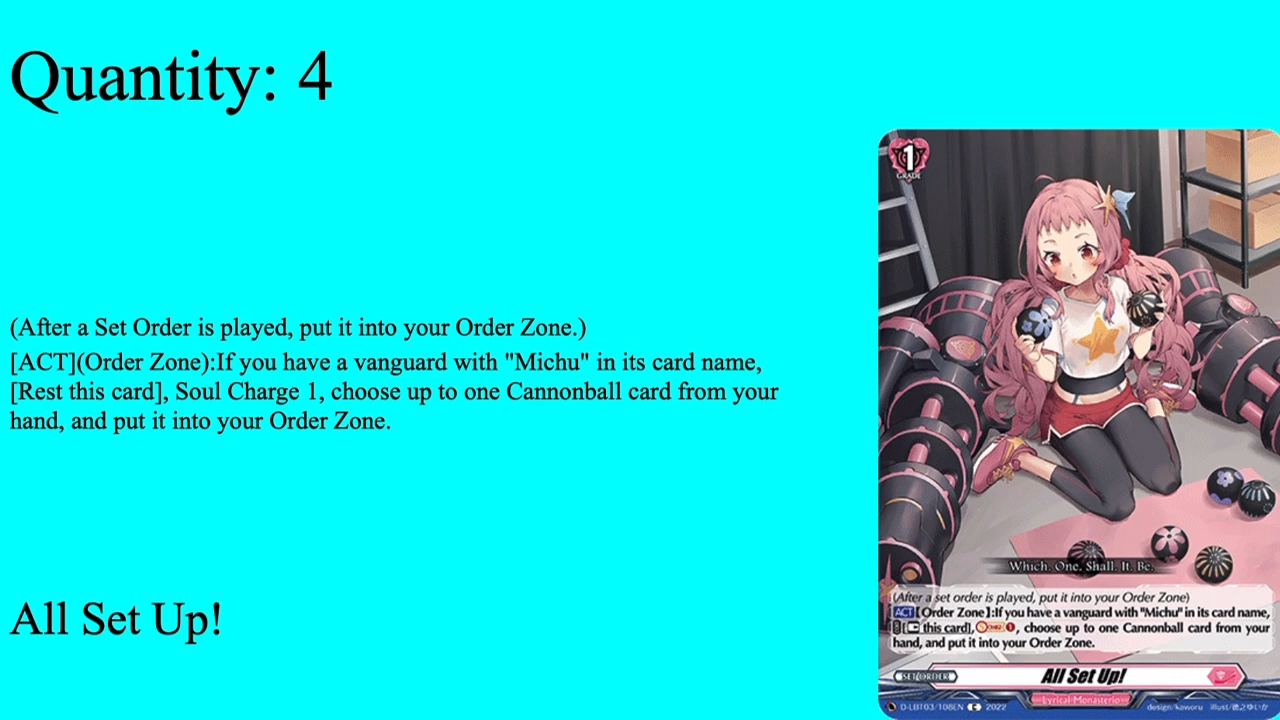 Quantity: 4
(After a Set Order is played, put it into your Order Zone.)
[ACT](Order Zone):If you have a vanguard with "Michu" in its card name,
[Rest this card], Soul Charge 1, choose up to one Cannonball card from your
hand, and put it into your Order Zone.
All Set Up!
1
GRADE
Which. One. Shall. It. Be.
(After a set order is played, put it into your Order Zone)
ACT【Order Zone】:If you have a vanguard with "Michu" in its card name,
[this card], 1, choose up to one Cannonball card from your
hand, and put it into your Order Zone.
SET ORDER
All Set Up!
Lyrical Monasterio
D-LBT03/108EN C 2022 design/kaworu